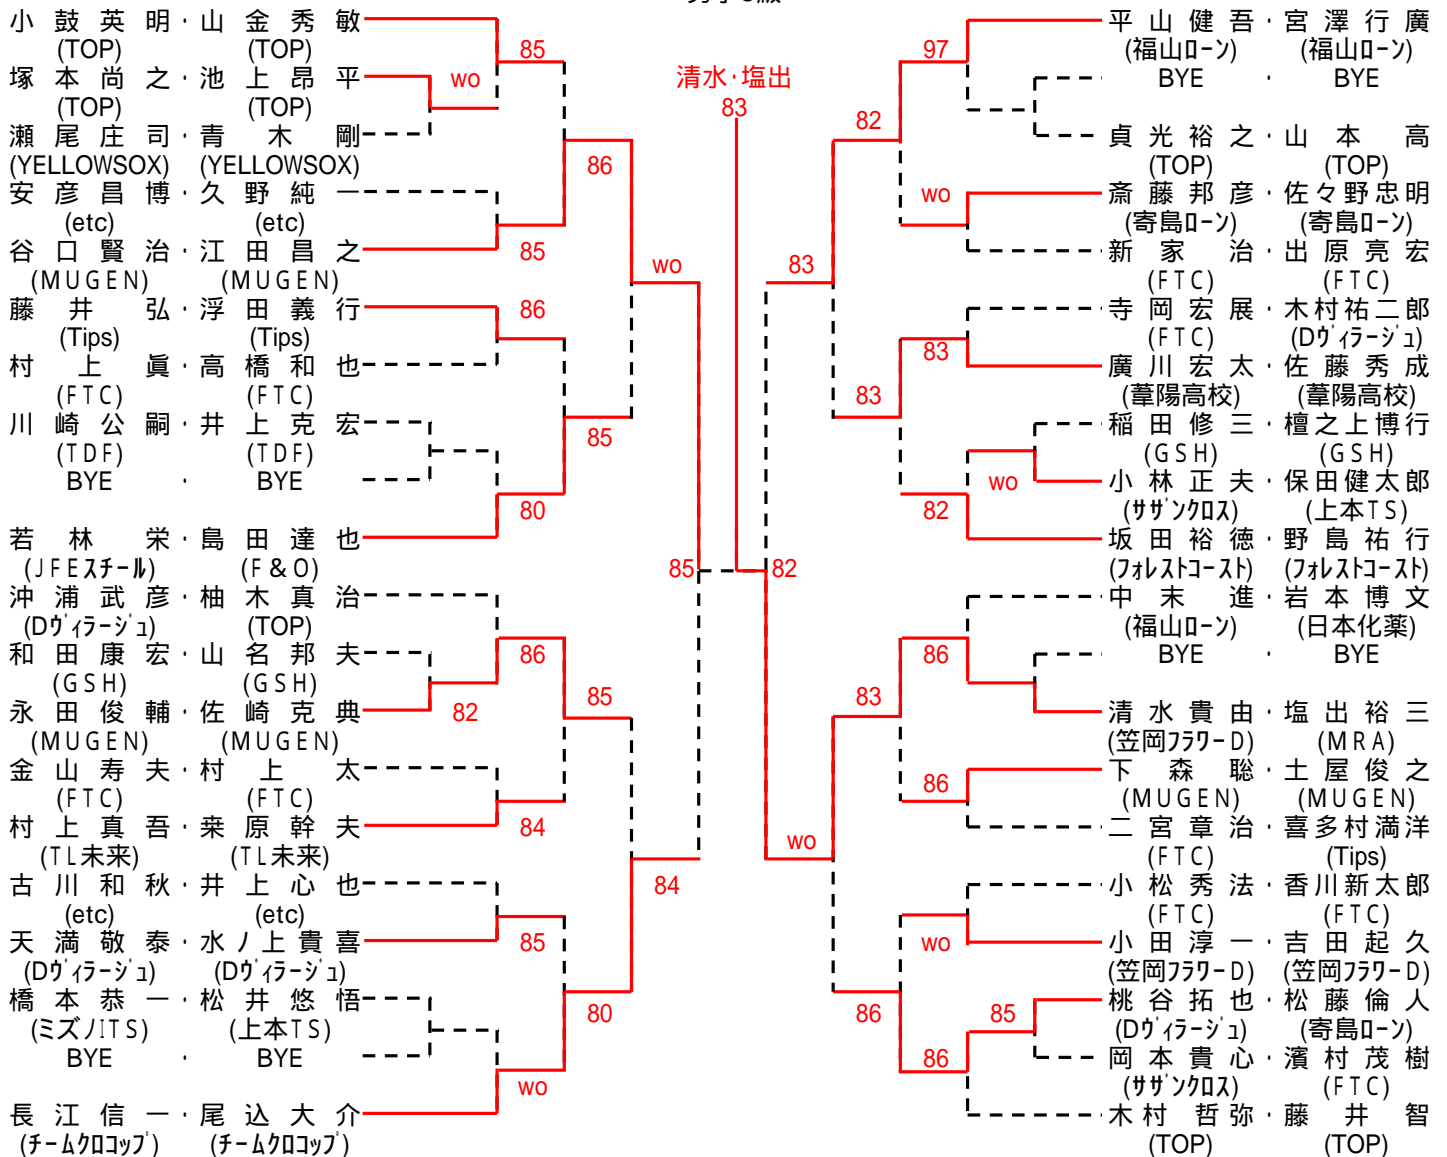 小鼓英明・山金秀敏
(TOP) (TOP)
塚本尚之・池上昂平
(TOP) (TOP)
瀬尾庄司・青木剛
(YELLOWSOX) (YELLOWSOX)
安彦昌博・久野純一
(etc) (etc)
谷口賢治・江田昌之
(MUGEN) (MUGEN)
藤井弘・浮田義行
(Tips) (Tips)
村上眞・高橋和也
(FTC) (FTC)
川崎公嗣・井上克宏
(TDF) (TDF)
BYE ・ BYE
若林栄・島田達也
(JFEスチール) (F&O)
沖浦武彦・柚木真治
(Dヴィラージュ) (TOP)
和田康宏・山名邦夫
(GSH) (GSH)
永田俊輔・佐崎克典
(MUGEN) (MUGEN)
金山寿夫・村上太
(FTC) (FTC)
村上真吾・桒原幹夫
(TL未来) (TL未来)
古川和秋・井上心也
(etc) (etc)
天満敬泰・水ノ上貴喜
(Dヴィラージュ) (Dヴィラージュ)
橋本恭一・松井悠悟
(ミズノITS) (上本TS)
BYE ・ BYE
長江信一・尾込大介
(チームクロコップ) (チームクロコップ)
85
wo
86
85
wo
86
85
80
85
86
85
82
84
84
85
80
wo
清水・塩出
83
97
82
wo
83
83
83
wo
82
82
86
83
86
wo
wo
86
85
86
平山健吾・宮澤行廣
(福山ローン) (福山ローン)
BYE ・ BYE
貞光裕之・山本高
(TOP) (TOP)
斎藤邦彦・佐々野忠明
(寄島ローン) (寄島ローン)
新家治・出原亮宏
(FTC) (FTC)
寺岡宏展・木村祐二郎
(FTC) (Dヴィラージュ)
廣川宏太・佐藤秀成
(葦陽高校) (葦陽高校)
稲田修三・檀之上博行
(GSH) (GSH)
小林正夫・保田健太郎
(サザンクロス) (上本TS)
坂田裕徳・野島祐行
(フォレストコースト) (フォレストコースト)
中末進・岩本博文
(福山ローン) (日本化薬)
BYE ・ BYE
清水貴由・塩出裕三
(笠岡フラワーD) (MRA)
下森聡・土屋俊之
(MUGEN) (MUGEN)
二宮章治・喜多村満洋
(FTC) (Tips)
小松秀法・香川新太郎
(FTC) (FTC)
小田淳一・吉田起久
(笠岡フラワーD) (笠岡フラワーD)
桃谷拓也・松藤倫人
(Dヴィラージュ) (寄島ローン)
岡本貴心・濱村茂樹
(サザンクロス) (FTC)
木村哲弥・藤井智
(TOP) (TOP)